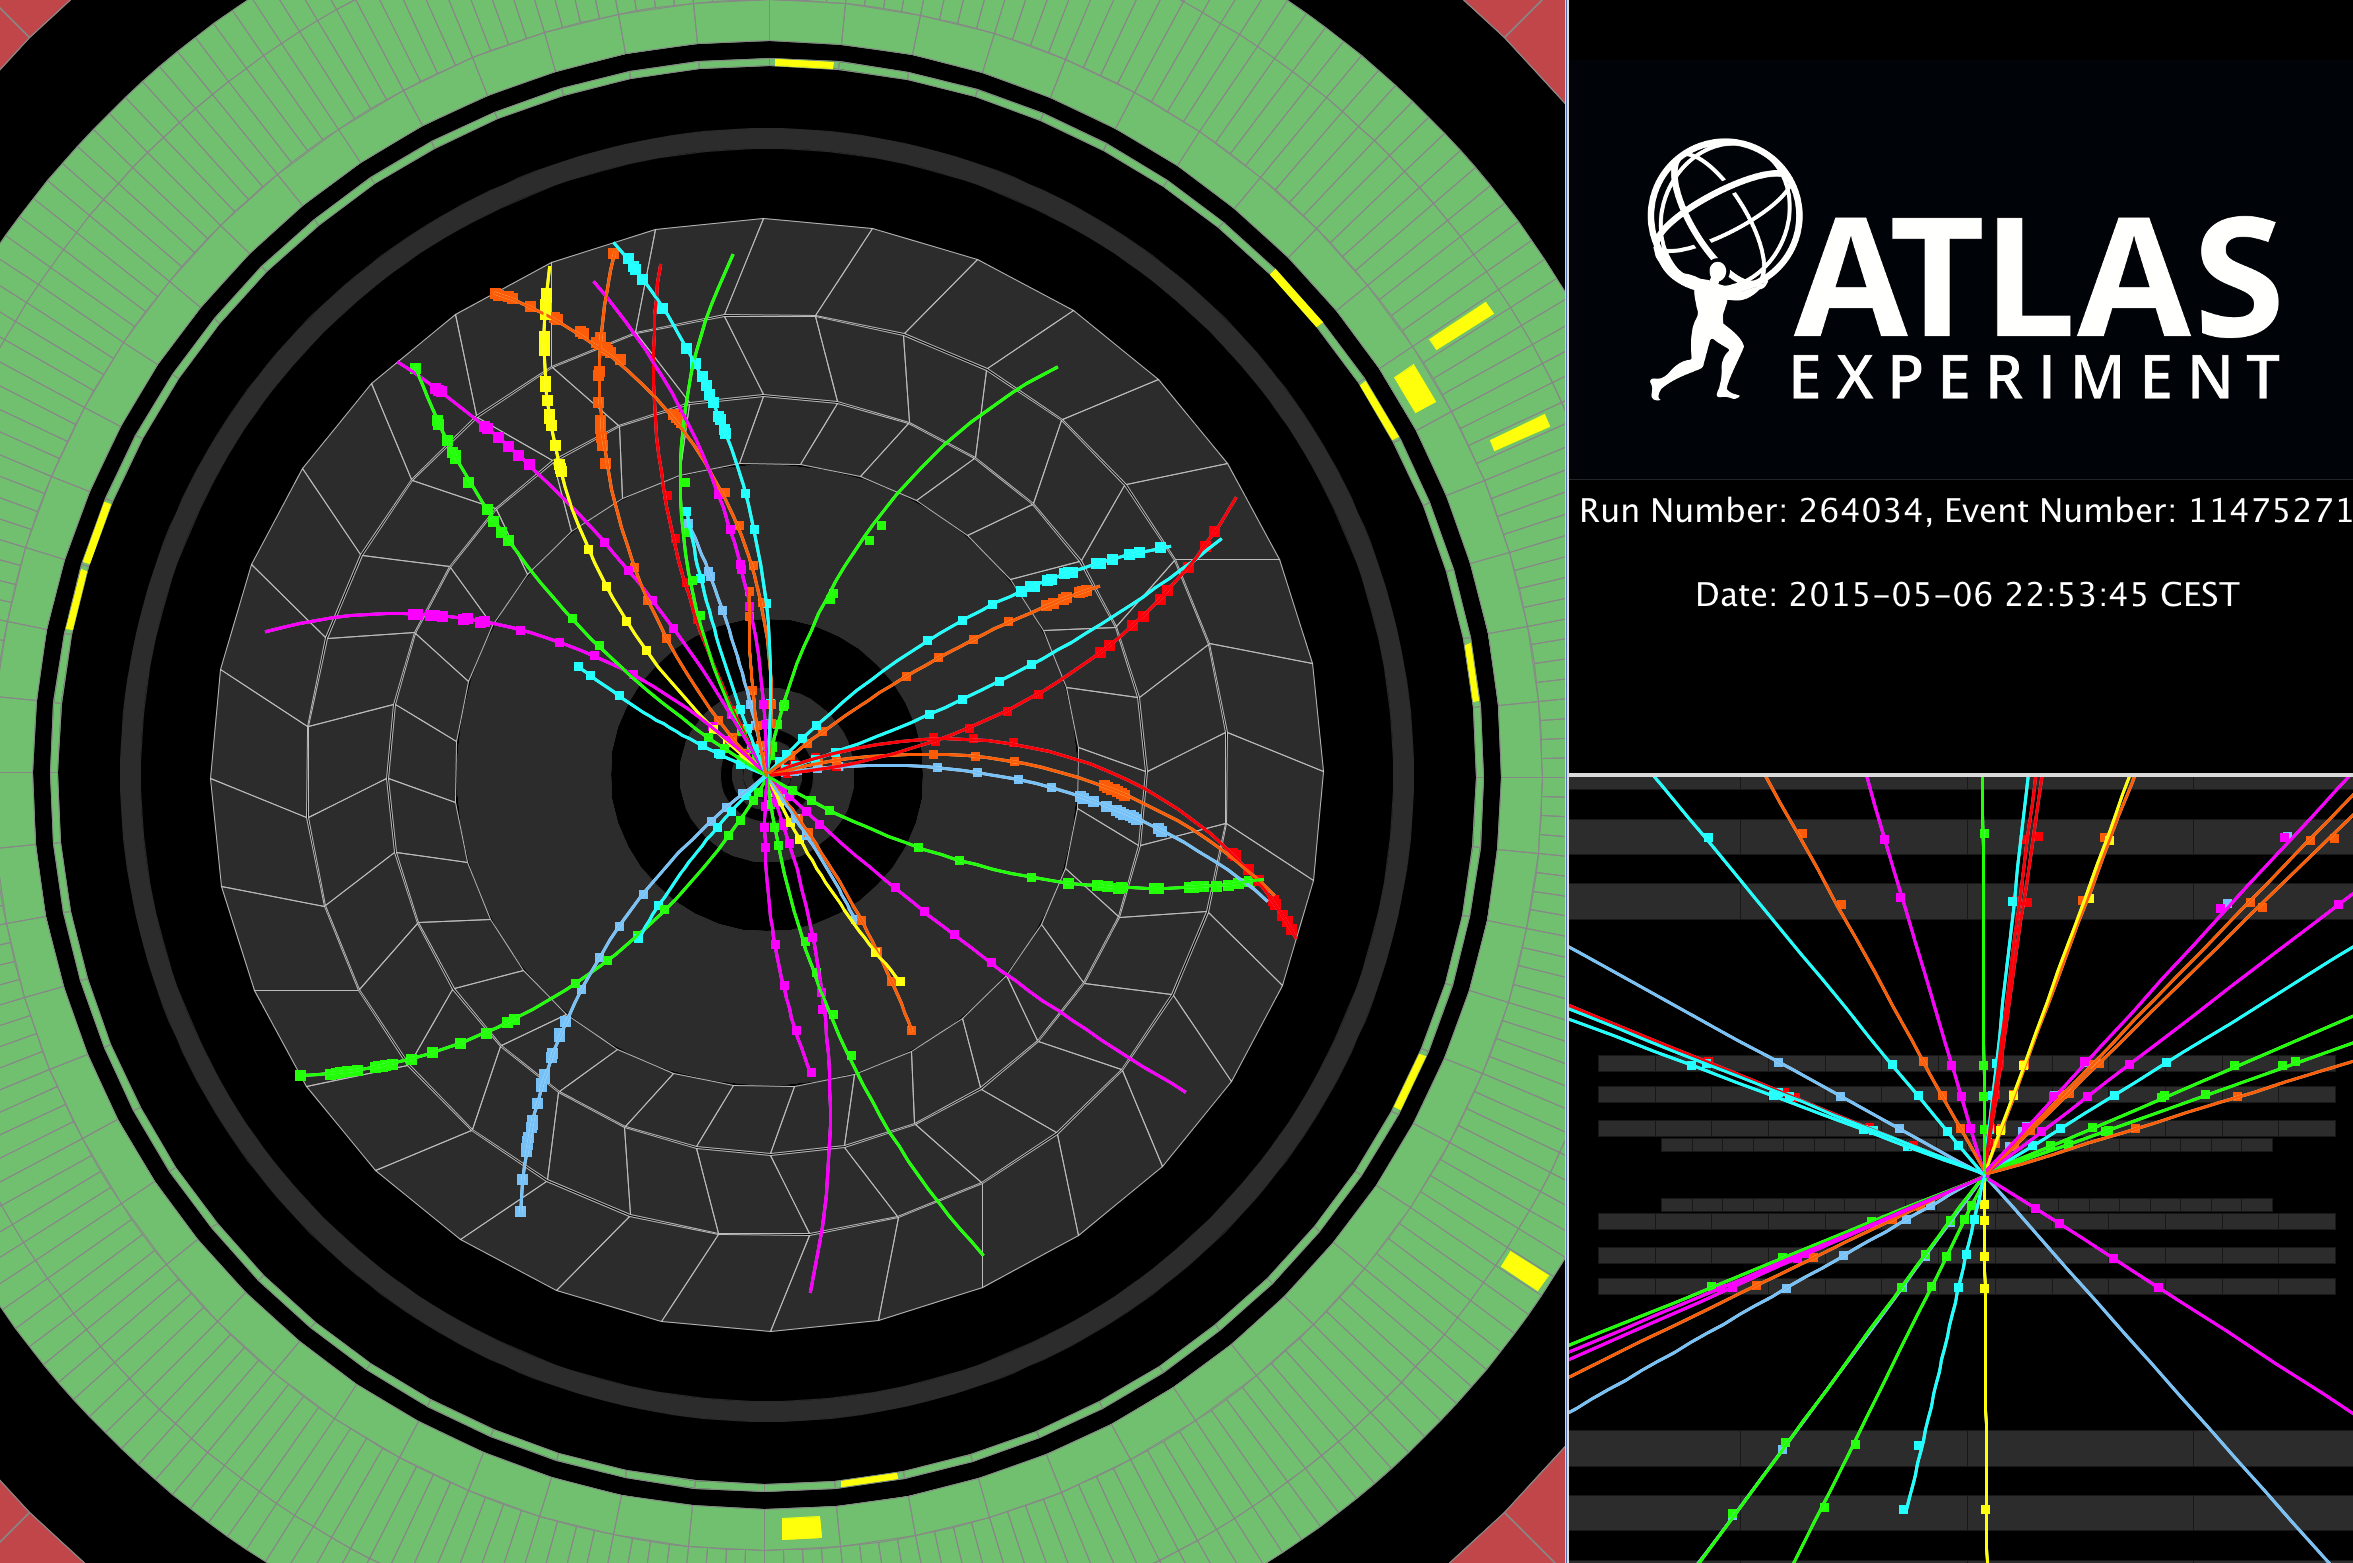 ATLAS
EXPERIMENT
Run Number: 264034, Event Number: 11475271
Date: 2015-05-06 22:53:45 CEST